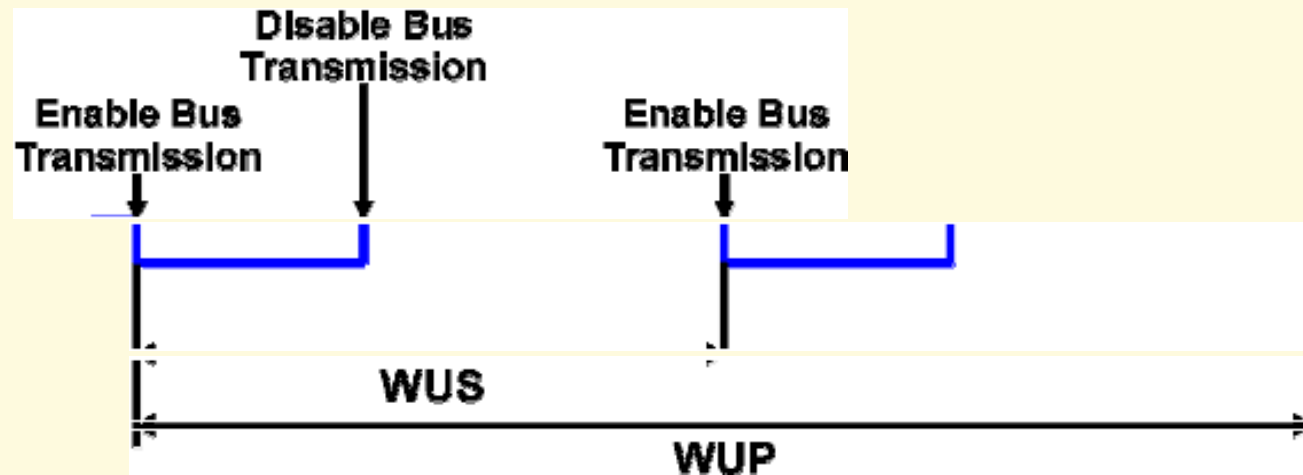 Disable Bus
Transmission
Enable Bus
Transmission
Enable Bus
Transmission
WUS
WUP